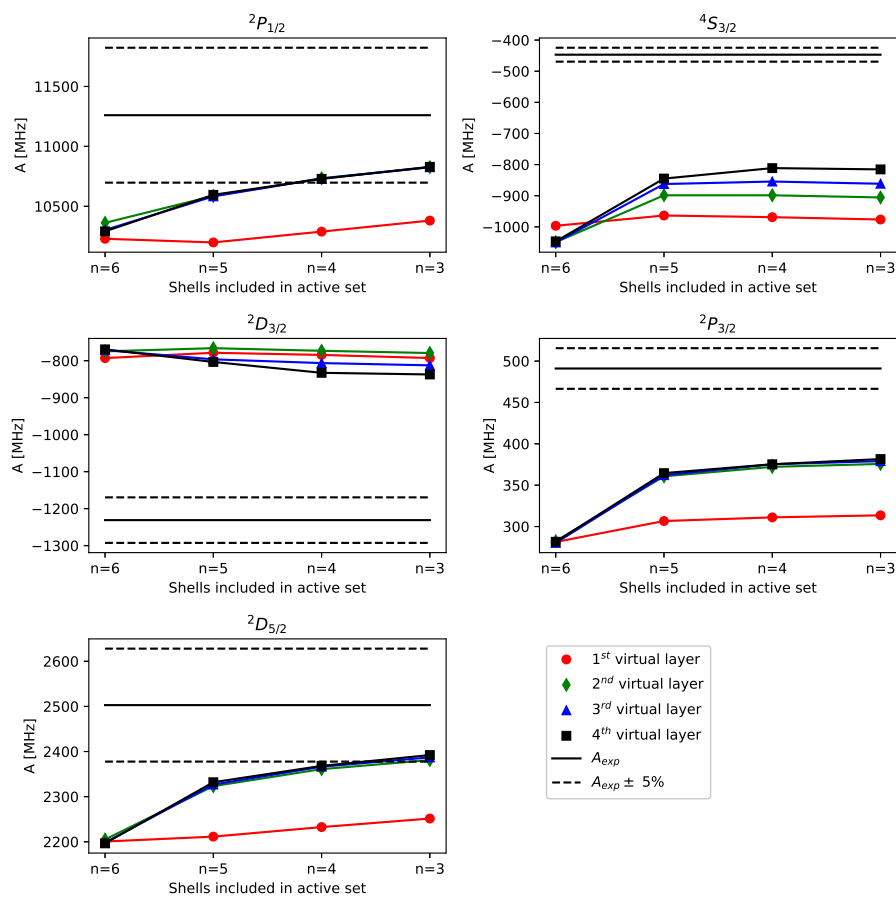 ²P₁/₂
A [MHz]
11500
11000
10500
n=6 n=5 n=4 n=3
Shells included in active set
⁴S₃/₂
A [MHz]
−400
−500
−600
−700
−800
−900
−1000
n=6 n=5 n=4 n=3
Shells included in active set
²D₃/₂
A [MHz]
−800
−900
−1000
−1100
−1200
−1300
n=6 n=5 n=4 n=3
Shells included in active set
²P₃/₂
A [MHz]
500
450
400
350
300
n=6 n=5 n=4 n=3
Shells included in active set
²D₅/₂
A [MHz]
2600
2500
2400
2300
2200
n=6 n=5 n=4 n=3
Shells included in active set
1ˢᵗ virtual layer
2ⁿᵈ virtual layer
3ʳᵈ virtual layer
4ᵗʰ virtual layer
Aₑₓₚ
Aₑₓₚ ± 5%